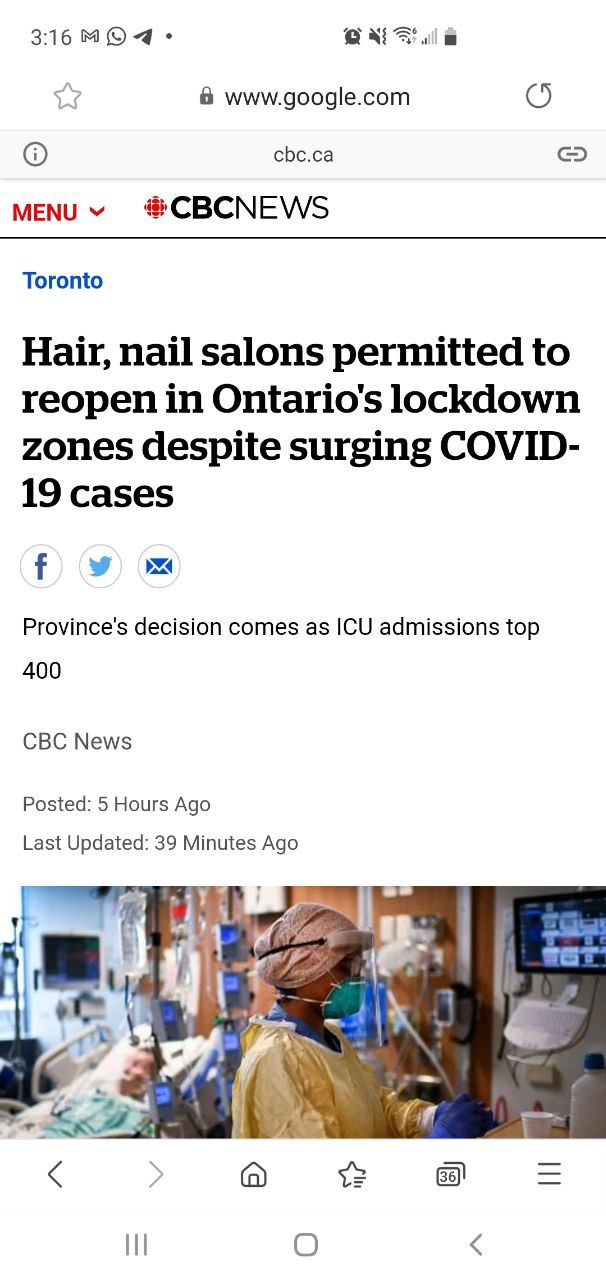 3:16
www.google.com
cbc.ca
MENU CBCNEWS
Toronto
Hair, nail salons permitted to
reopen in Ontario's lockdown
zones despite surging COVID-
19 cases
Province's decision comes as ICU admissions top
400
CBC News
Posted: 5 Hours Ago
Last Updated: 39 Minutes Ago
36